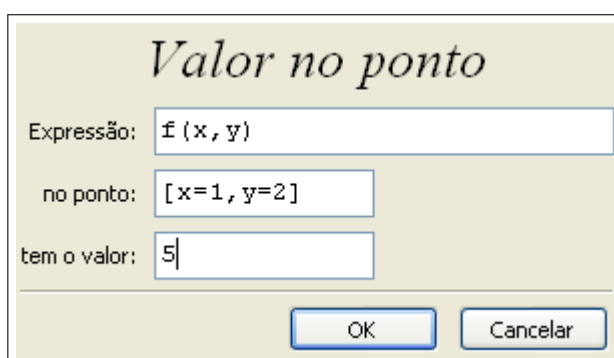 Valor no ponto
Expressão: f(x,y)
no ponto: [x=1,y=2]
tem o valor: 5
OK Cancelar